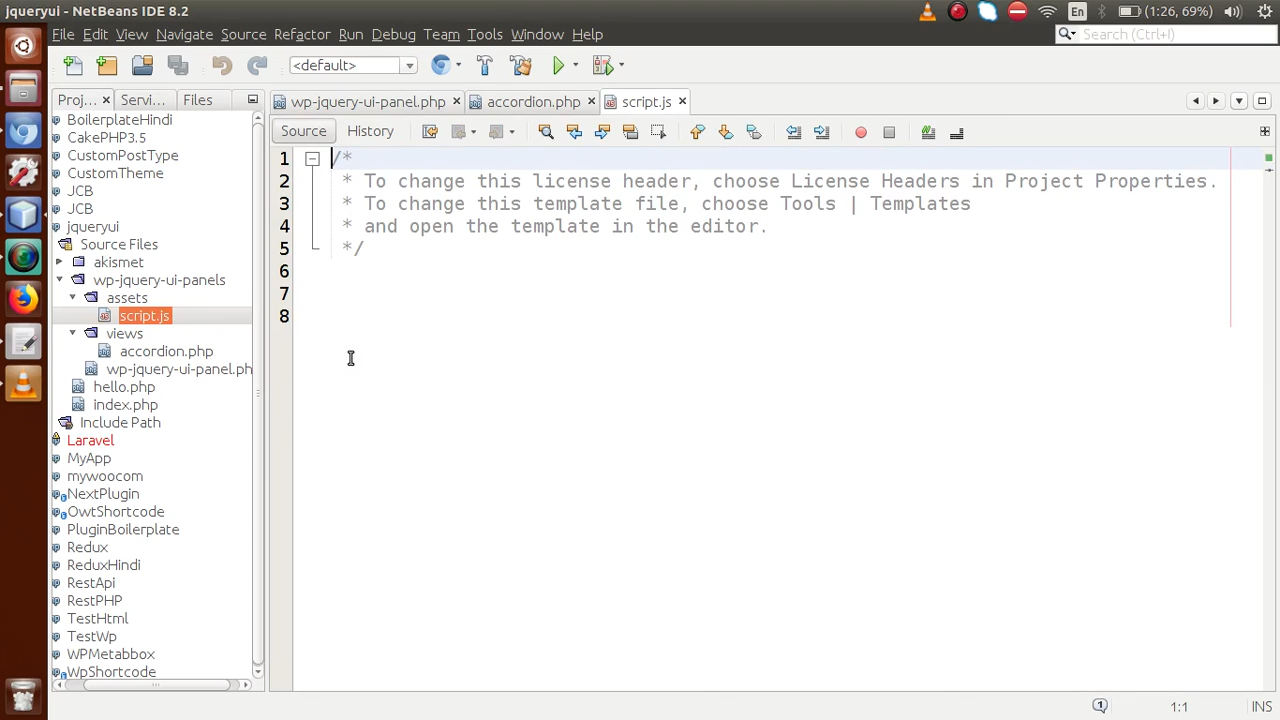 jqueryui - NetBeans IDE 8.2
En
(1:26, 69%)
File Edit View Navigate Source Refactor Run Debug Team Tools Window Help
Search (Ctrl+I)
<default>
Proj... Servi... Files
wp-jquery-ui-panel.php accordion.php script.js
Source History
BoilerplateHindi
CakePHP3.5
CustomPostType
CustomTheme
JCB
JCB
jqueryui
Source Files
akismet
wp-jquery-ui-panels
assets
script.js
views
accordion.php
wp-jquery-ui-panel.ph
hello.php
index.php
Include Path
Laravel
MyApp
mywoocom
NextPlugin
OwtShortcode
PluginBoilerplate
Redux
ReduxHindi
RestApi
RestPHP
TestHtml
TestWp
WPMetabbox
WpShortcode
1 /*
2 * To change this license header, choose License Headers in Project Properties.
3 * To change this template file, choose Tools | Templates
4 * and open the template in the editor.
5 */
6
7
8
1:1 INS